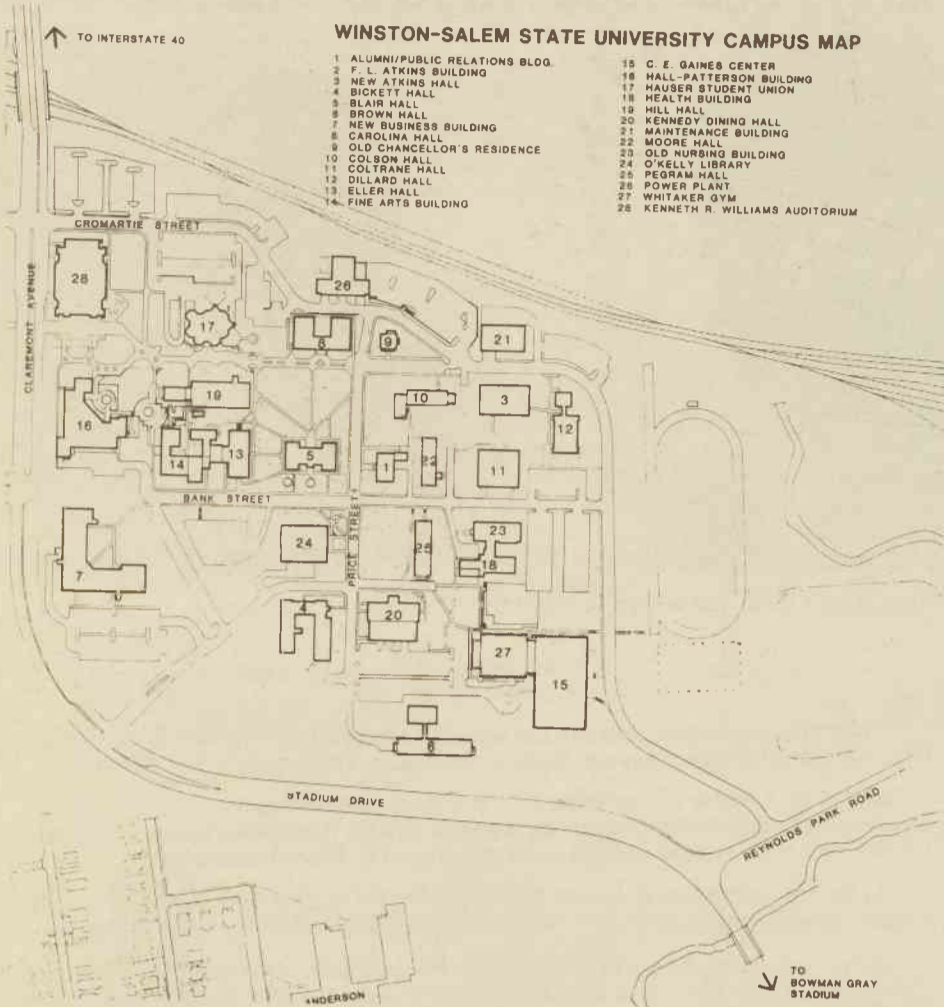 TO INTERSTATE 40
WINSTON-SALEM STATE UNIVERSITY CAMPUS MAP
1 ALUMNI/PUBLIC RELATIONS BLDG.
2 F. L. ATKINS BUILDING
3 NEW ATKINS HALL
4 BICKETT HALL
5 BLAIR HALL
6 BROWN HALL
7 NEW BUSINESS BUILDING
8 CAROLINA HALL
9 OLD CHANCELLOR'S RESIDENCE
10 COLSON HALL
11 COLTRANE HALL
12 DILLARD HALL
13 ELLER HALL
14 FINE ARTS BUILDING
15 C. E. GAINES CENTER
16 HALL-PATTERSON BUILDING
17 HAUSER STUDENT UNION
18 HEALTH BUILDING
19 HILL HALL
20 KENNEDY DINING HALL
21 MAINTENANCE BUILDING
22 MOORE HALL
23 OLD NURSING BUILDING
24 O'KELLY LIBRARY
25 PEGRAM HALL
26 POWER PLANT
27 WHITAKER GYM
28 KENNETH R. WILLIAMS AUDITORIUM
CROMARTIE STREET
CLAREMONT AVENUE
28
26
17
8
9
21
19
10
3
16
12
14
13
5
1
22
11
BANK STREET
PRICE STREET
24
25
23
18
7
4
20
27
15
6
STADIUM DRIVE
REYNOLDS PARK ROAD
ANDERSON
TO
BOWMAN GRAY
STADIUM